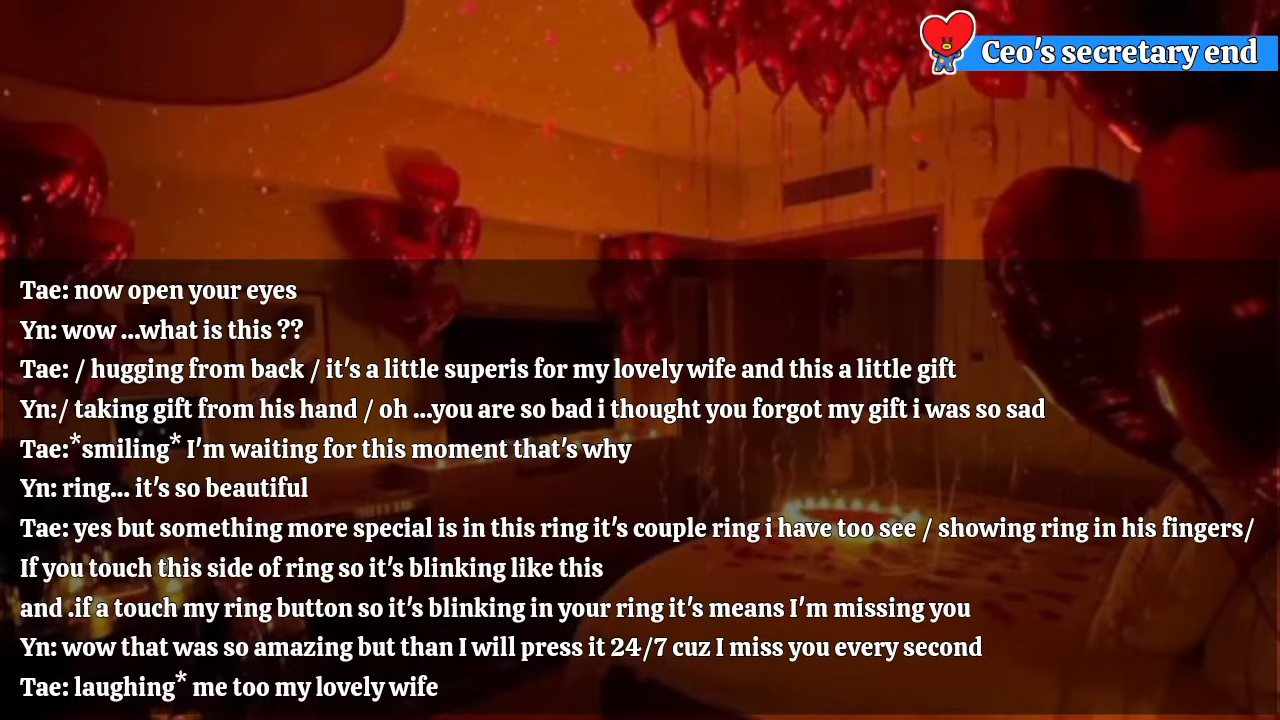 Ceo's secretary end
Tae: now open your eyes
Yn: wow ...what is this ??
Tae: / hugging from back / it's a little superis for my lovely wife and this a little gift
Yn:/ taking gift from his hand / oh ...you are so bad i thought you forgot my gift i was so sad
Tae:*smiling* I'm waiting for this moment that's why
Yn: ring... it's so beautiful
Tae: yes but something more special is in this ring it's couple ring i have too see / showing ring in his fingers/
If you touch this side of ring so it's blinking like this
and .if a touch my ring button so it's blinking in your ring it's means I'm missing you
Yn: wow that was so amazing but than I will press it 24/7 cuz I miss you every second
Tae: laughing* me too my lovely wife